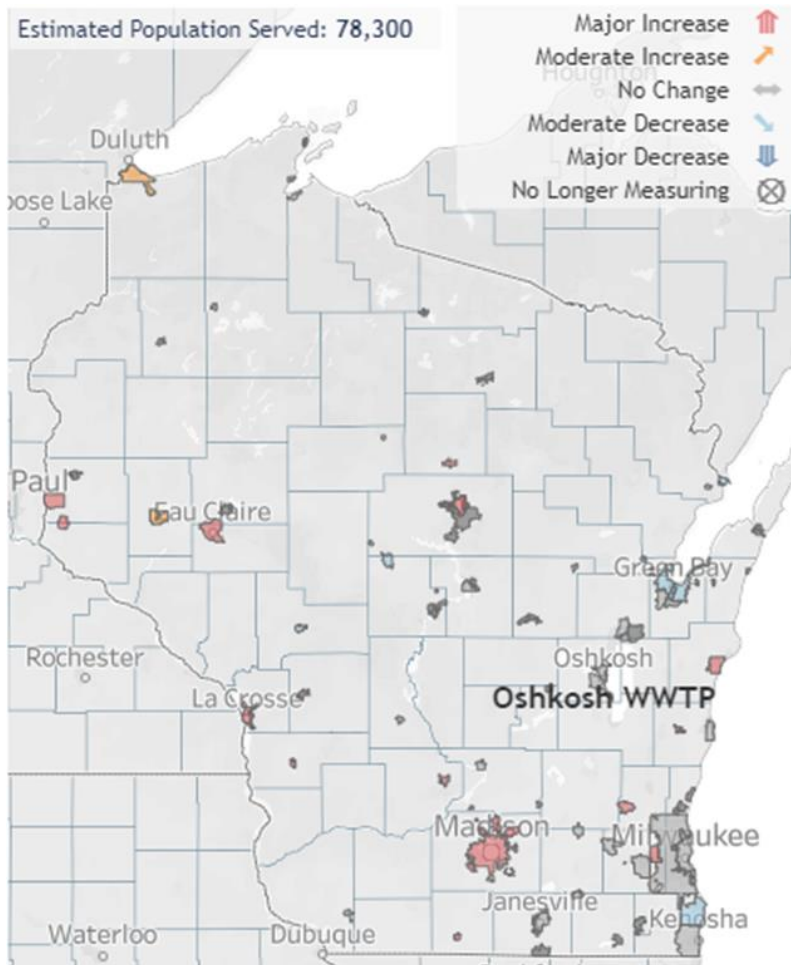 Estimated Population Served: 78,300
Major Increase
Moderate Increase
Houghton
No Change
Moderate Decrease
Major Decrease
No Longer Measuring
Duluth
oose Lake
Paul
Eau Claire
Green Bay
Rochester
Oshkosh
La Crosse
Oshkosh WWTP
Madison
Milwaukee
Janesville
Kenosha
Waterloo
Dubuque